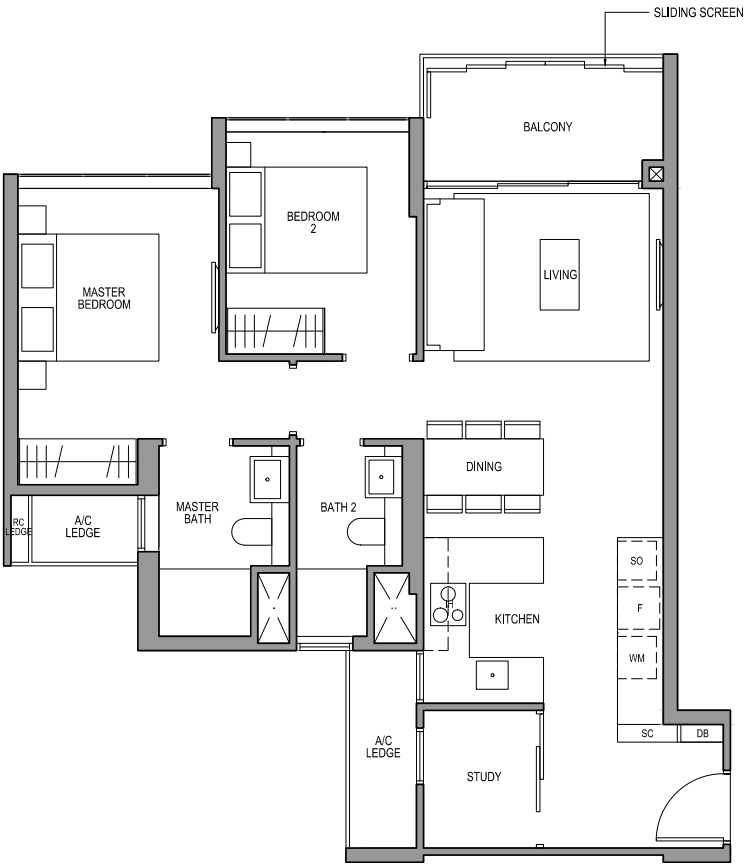 SLIDING SCREEN
BALCONY
BEDROOM
2
LIVING
MASTER
BEDROOM
DINING
MASTER
BATH
BATH 2
RC
LEDGE
A/C
LEDGE
SO
F
WM
IH
KITCHEN
SC
DB
A/C
LEDGE
STUDY